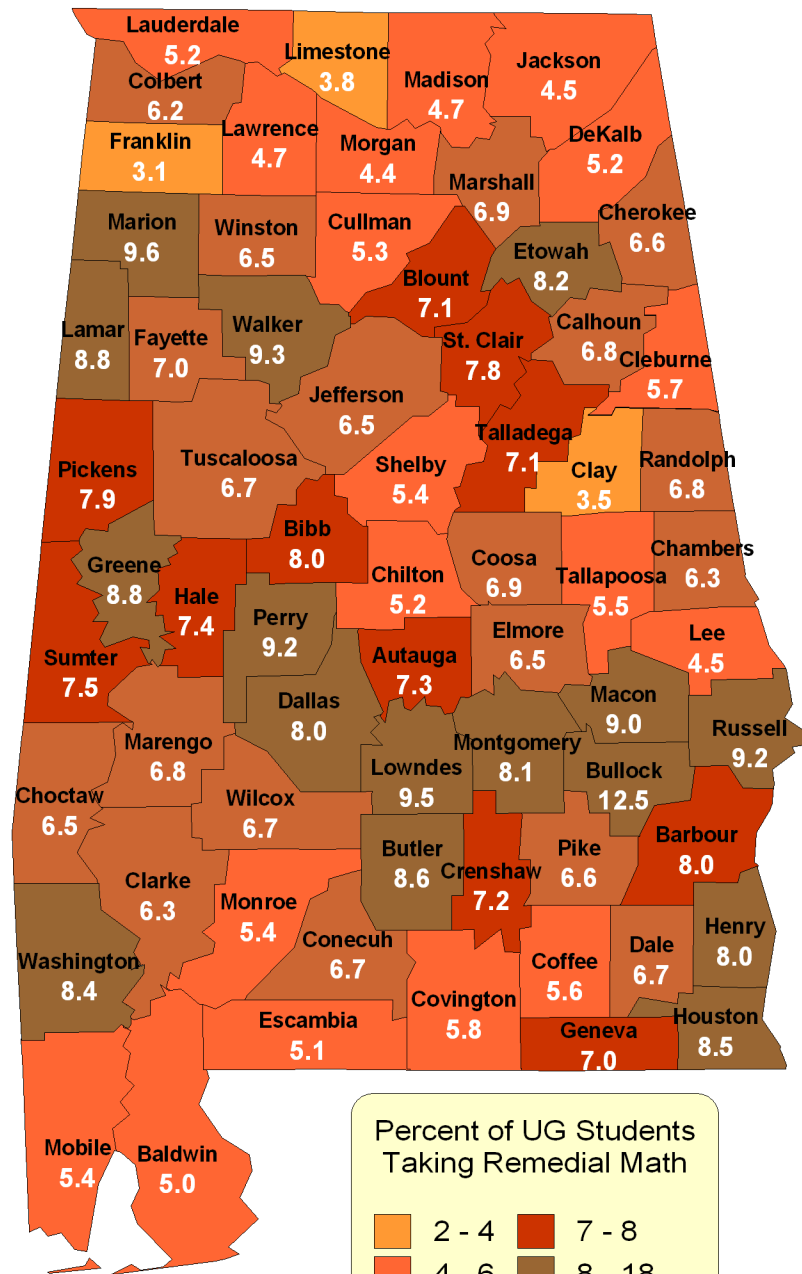 Lauderdale
5.2
Limestone
3.8
Madison
4.7
Jackson
4.5
Colbert
6.2
Franklin
3.1
Lawrence
4.7
Morgan
4.4
DeKalb
5.2
Marshall
6.9
Cherokee
6.6
Marion
9.6
Winston
6.5
Cullman
5.3
Etowah
8.2
Blount
7.1
Lamar
8.8
Fayette
7.0
Walker
9.3
St. Clair
7.8
Calhoun
6.8
Cleburne
5.7
Jefferson
6.5
Talladega
7.1
Pickens
7.9
Tuscaloosa
6.7
Shelby
5.4
Clay
3.5
Randolph
6.8
Bibb
8.0
Greene
8.8
Hale
7.4
Chilton
5.2
Coosa
6.9
Tallapoosa
5.5
Chambers
6.3
Perry
9.2
Sumter
7.5
Autauga
7.3
Elmore
6.5
Lee
4.5
Dallas
8.0
Macon
9.0
Russell
9.2
Marengo
6.8
Montgomery
8.1
Lowndes
9.5
Bullock
12.5
Choctaw
6.5
Wilcox
6.7
Butler
8.6
Crenshaw
7.2
Pike
6.6
Barbour
8.0
Clarke
6.3
Monroe
5.4
Conecuh
6.7
Henry
8.0
Washington
8.4
Coffee
5.6
Dale
6.7
Covington
5.8
Escambia
5.1
Geneva
7.0
Houston
8.5
Mobile
5.4
Baldwin
5.0
Percent of UG Students
Taking Remedial Math
2 - 4 7 - 8
4 - 6 8 - 18